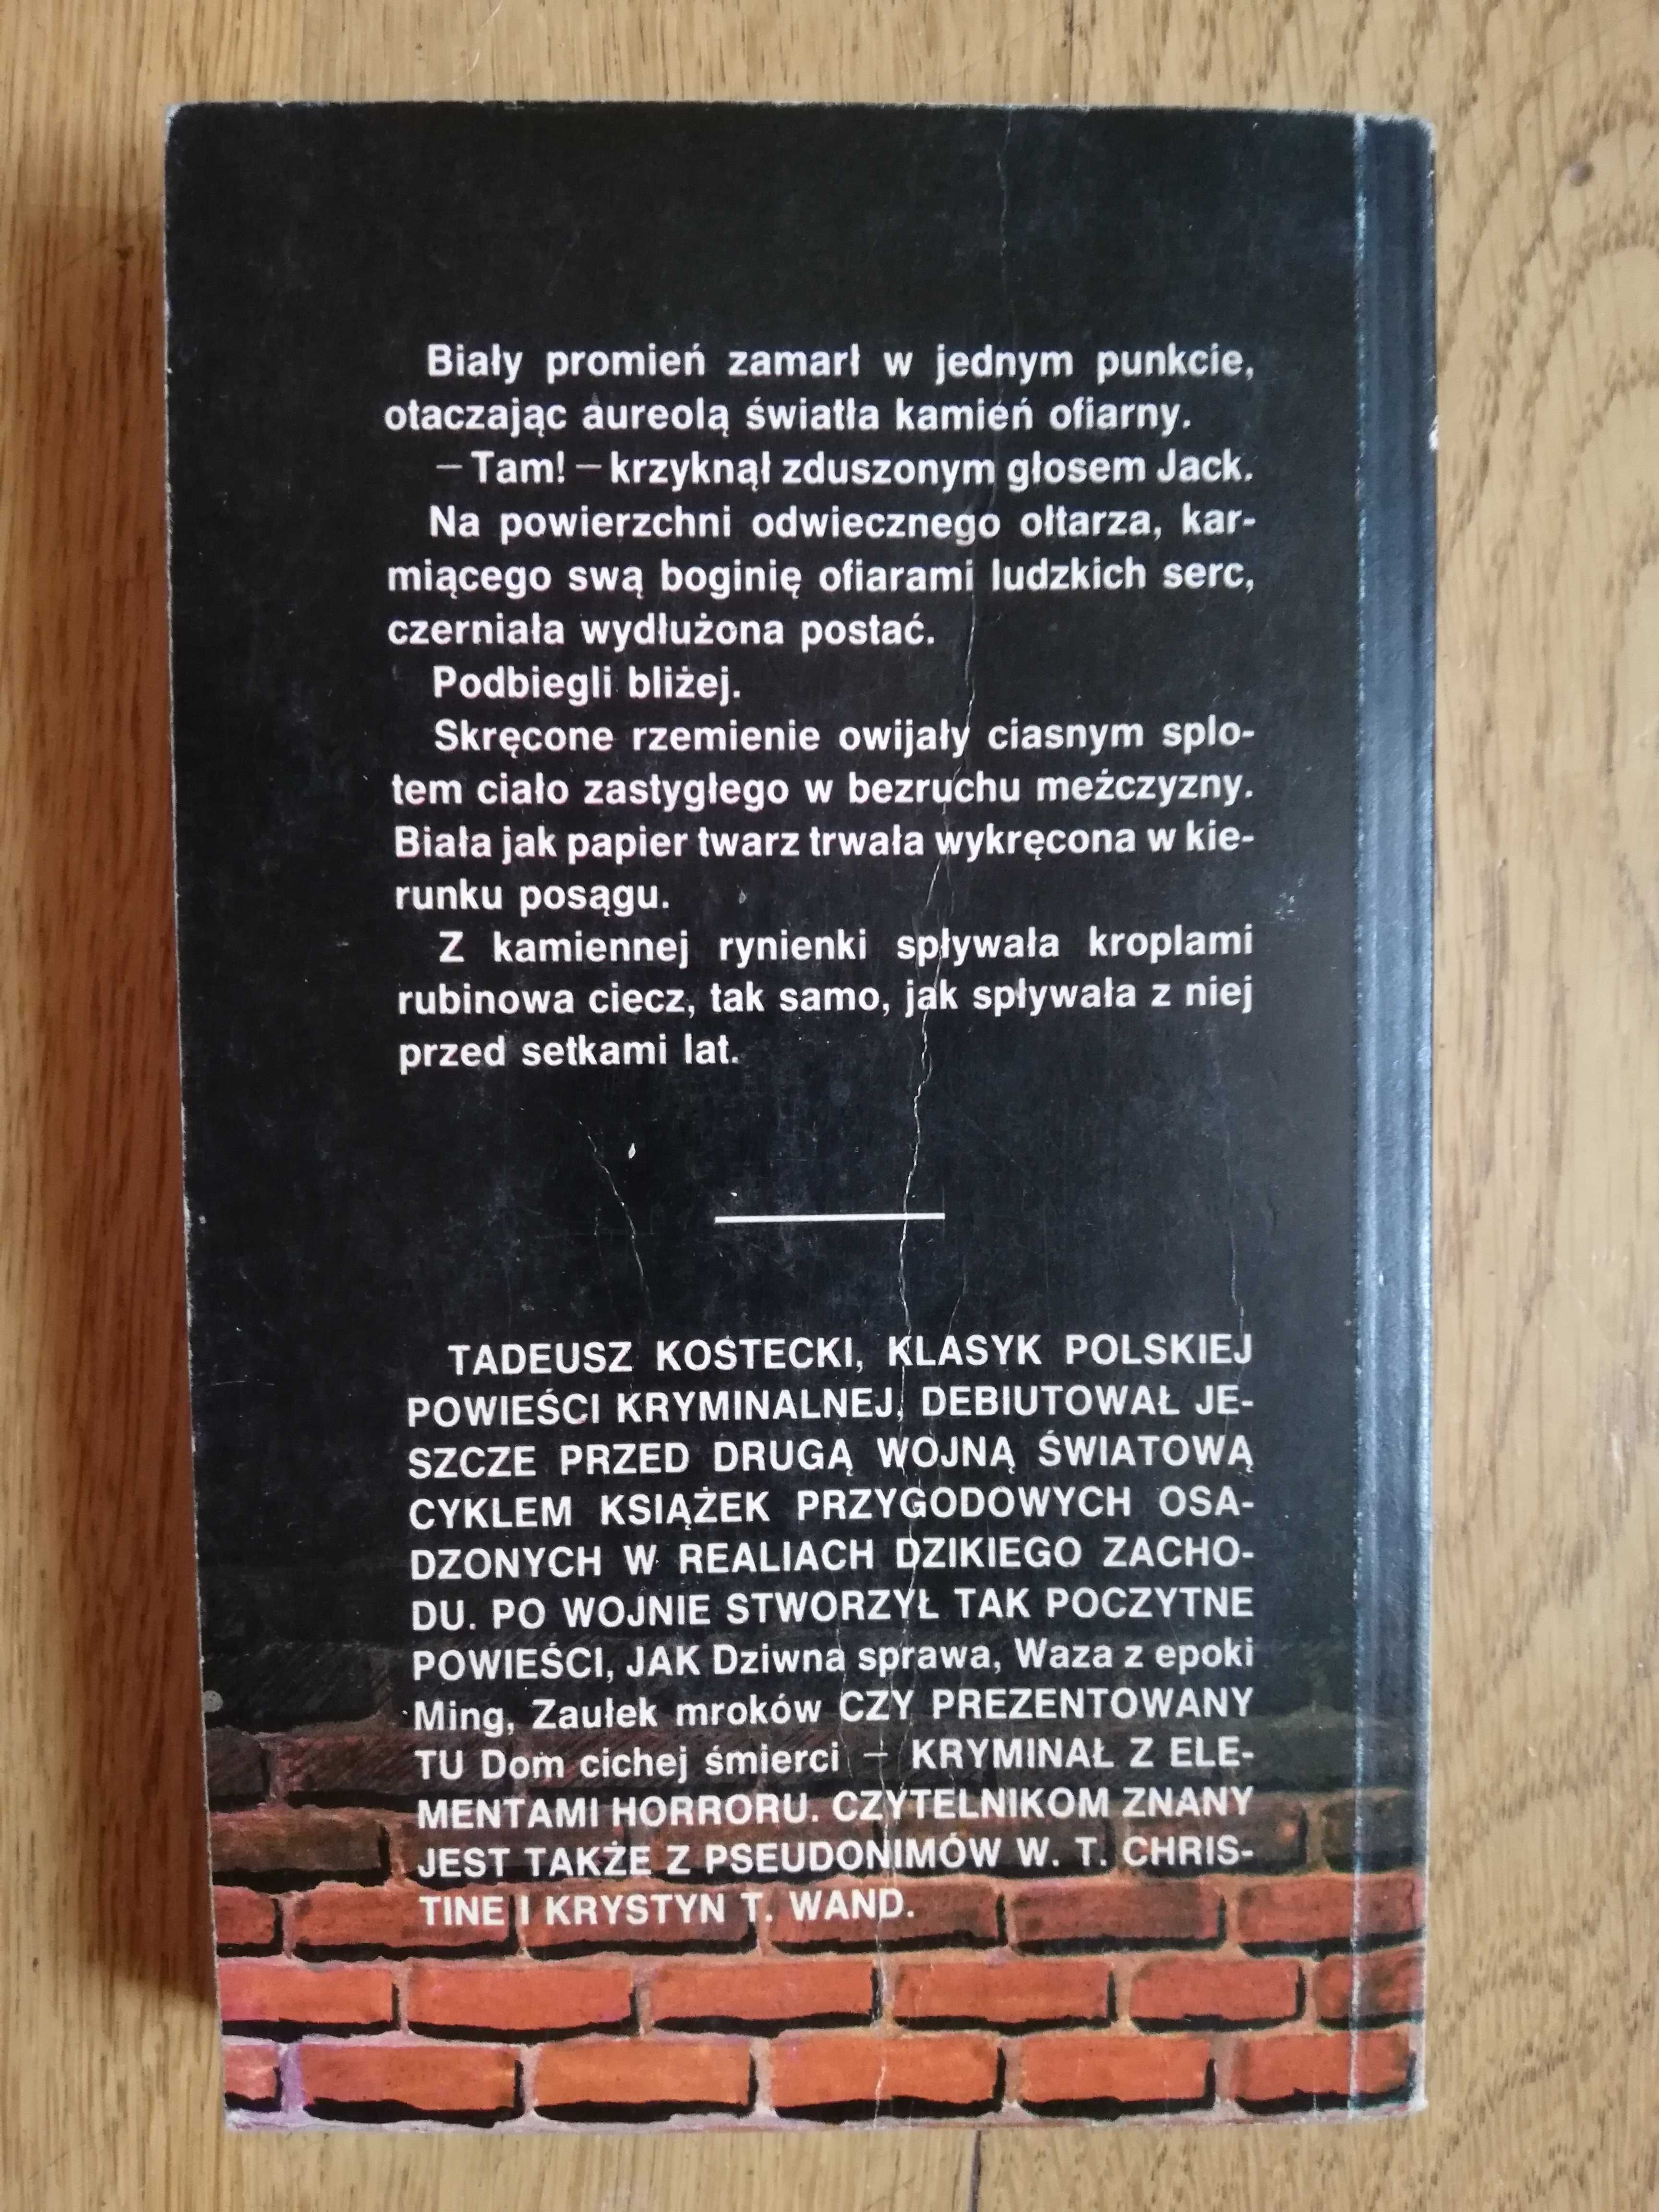 Biały promień zamarł w jednym punkcie,
otaczając aureolą światła kamień ofiarny.
– Tam! – krzyknął zduszonym głosem Jack.
Na powierzchni odwiecznego ołtarza, kar-
miącego swą boginię ofiarami ludzkich serc,
czerniała wydłużona postać.
Podbiegli bliżej.
Skręcone rzemienie owijały ciasnym splo-
tem ciało zastygłego w bezruchu meżczyzny.
Biała jak papier twarz trwała wykręcona w kie-
runku posągu.
Z kamiennej rynienki spływała kroplami
rubinowa ciecz, tak samo, jak spływała z niej
przed setkami lat.
TADEUSZ KOSTECKI, KLASYK POLSKIEJ
POWIEŚCI KRYMINALNEJ, DEBIUTOWAŁ JE-
SZCZE PRZED DRUGĄ WOJNĄ ŚWIATOWĄ
CYKLEM KSIĄŻEK PRZYGODOWYCH OSA-
DZONYCH W REALIACH DZIKIEGO ZACHO-
DU. PO WOJNIE STWORZYŁ TAK POCZYTNE
POWIEŚCI, JAK Dziwna sprawa, Waza z epoki
Ming, Zaułek mroków CZY PREZENTOWANY
TU Dom cichej śmierci – KRYMINAŁ Z ELE-
MENTAMI HORRORU. CZYTELNIKOM ZNANY
JEST TAKŻE Z PSEUDONIMÓW W. T. CHRIS-
TINE I KRYSTYN T. WAND.